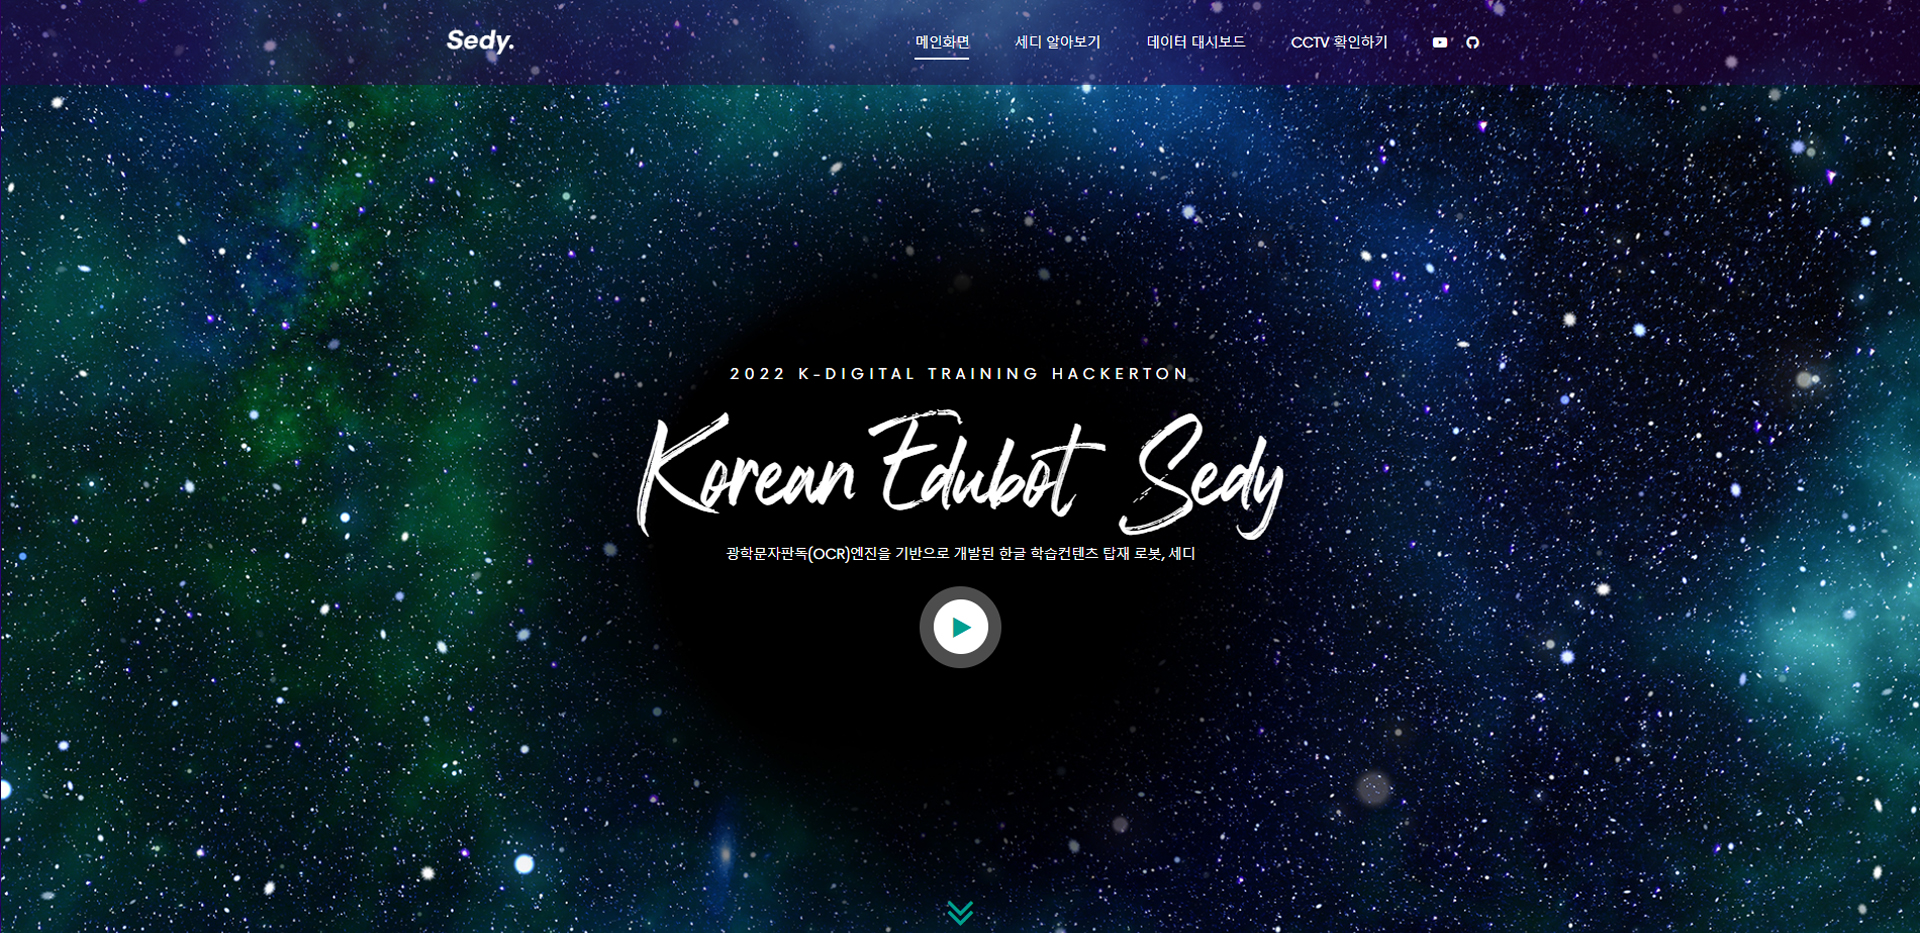 Sedy.
메인화면
세디 알아보기
데이터 대시보드
CCTV 확인하기
2022 K-DIGITAL TRAINING HACKERTON
Korean Edubot Sedy
광학문자판독(OCR)엔진을 기반으로 개발된 한글 학습컨텐츠 탑재 로봇, 세디